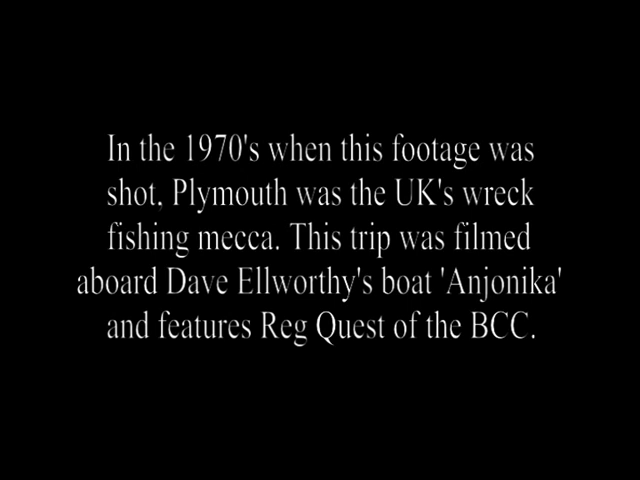 In the 1970's when this footage was
shot, Plymouth was the UK's wreck
fishing mecca. This trip was filmed
aboard Dave Ellworthy's boat 'Anjonika'
and features Reg Quest of the BCC.